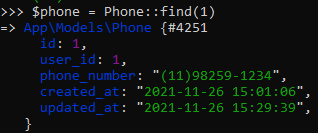 >>> $phone = Phone::find(1)
=> App\Models\Phone {#4251
id: 1,
user_id: 1,
phone_number: "(11)98259-1234",
created_at: "2021-11-26 15:01:06",
updated_at: "2021-11-26 15:29:39",
}